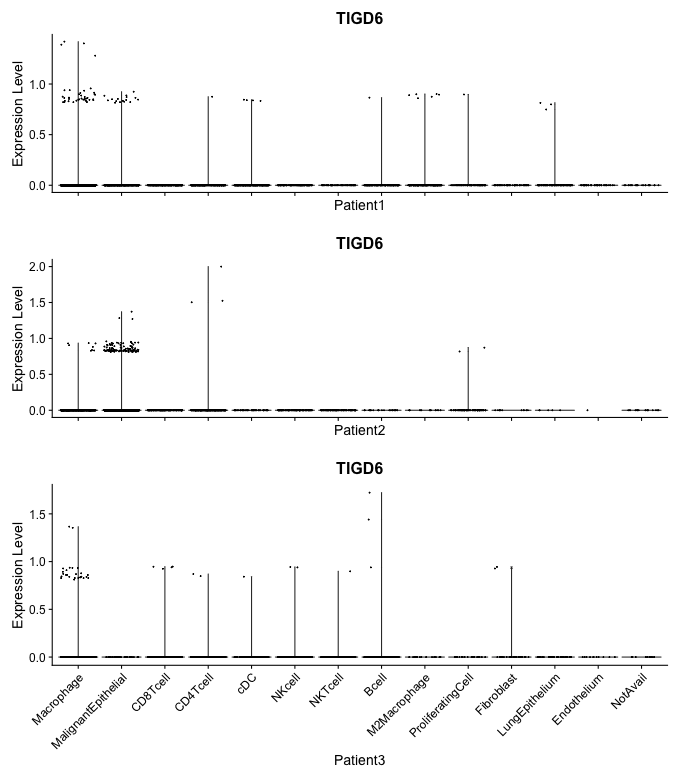 TIGD6
Expression Level
1.0
0.5
0.0
Patient1
TIGD6
Expression Level
2.0
1.5
1.0
0.5
0.0
Patient2
TIGD6
Expression Level
1.5
1.0
0.5
0.0
Macrophage
MalignantEpithelial
CD8Tcell
CD4Tcell
cDC
NKcell
NKTcell
Bcell
M2Macrophage
ProliferatingCell
Fibroblast
LungEpithelium
Endothelium
NotAvail
Patient3